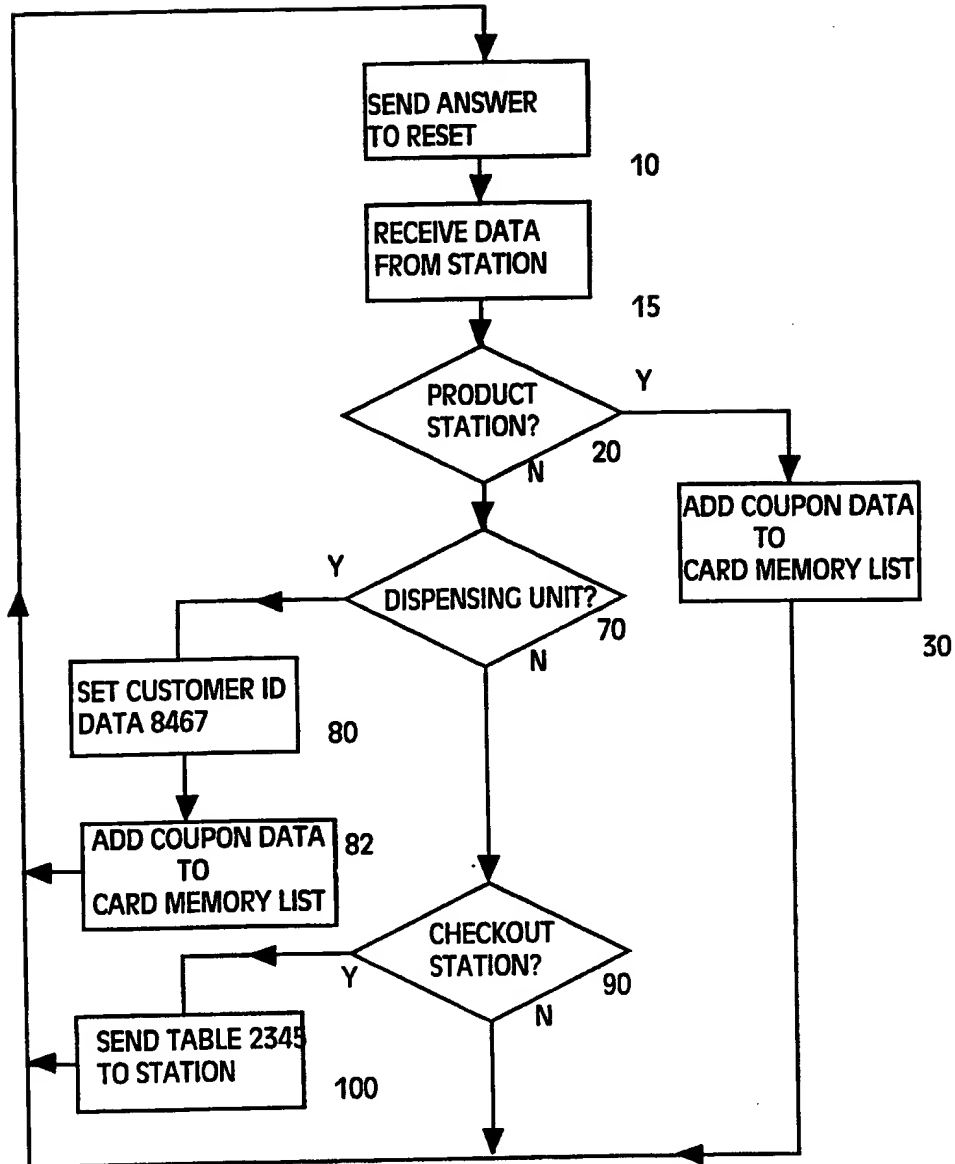 SEND ANSWER
TO RESET
10
RECEIVE DATA
FROM STATION
15
PRODUCT
STATION?
Y
20
N
ADD COUPON DATA
TO
CARD MEMORY LIST
30
Y
DISPENSING UNIT?
70
N
SET CUSTOMER ID
DATA 8467
80
ADD COUPON DATA
TO
CARD MEMORY LIST
82
CHECKOUT
STATION?
Y
90
N
SEND TABLE 2345
TO STATION
100